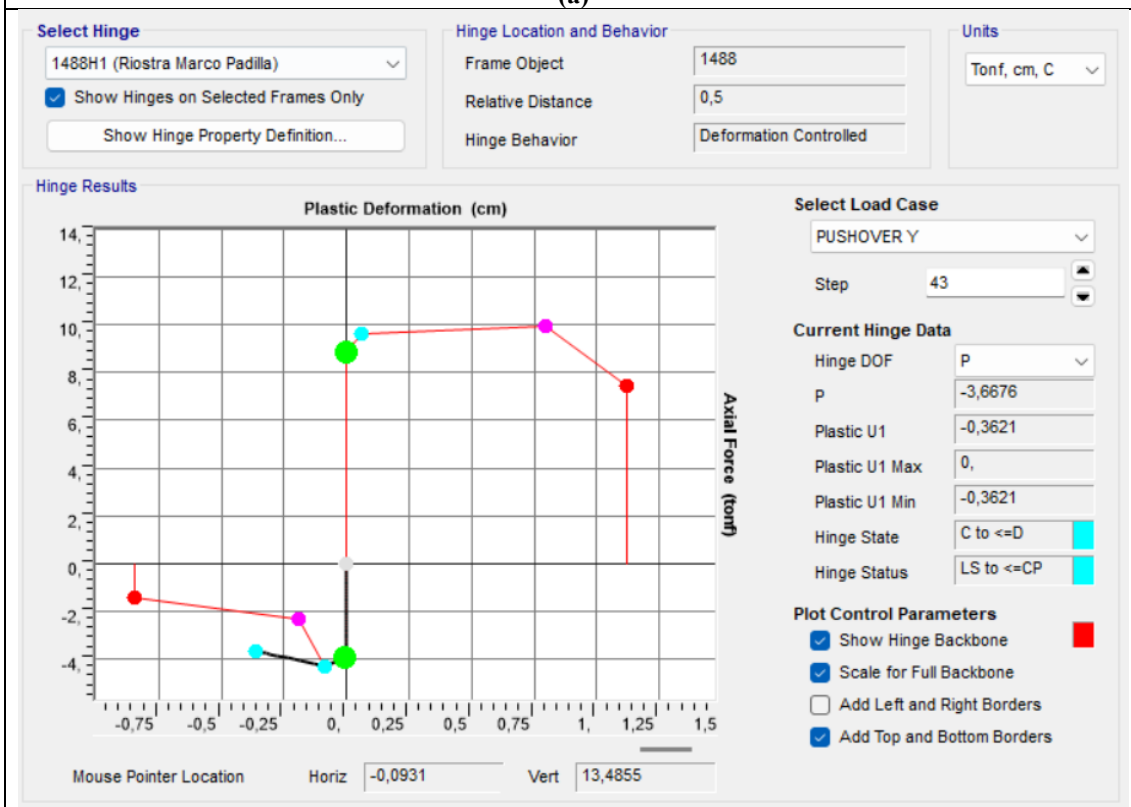 (a)
Select Hinge
1488H1 (Riostra Marco Padilla)
Show Hinges on Selected Frames Only
Show Hinge Property Definition...
Hinge Location and Behavior
Frame Object 1488
Relative Distance 0,5
Hinge Behavior Deformation Controlled
Units
Tonf, cm, C
Hinge Results
Plastic Deformation (cm)
14,
12,
10,
8,
6,
4,
2,
0,
-2,
-4,
-0,75 -0,5 -0,25 0, 0,25 0,5 0,75 1, 1,25 1,5
Axial Force (tonf)
Mouse Pointer Location Horiz -0,0931 Vert 13,4855
Select Load Case
PUSHOVER Y
Step 43
Current Hinge Data
Hinge DOF P
P -3,6676
Plastic U1 -0,3621
Plastic U1 Max 0,
Plastic U1 Min -0,3621
Hinge State C to <=D
Hinge Status LS to <=CP
Plot Control Parameters
Show Hinge Backbone
Scale for Full Backbone
Add Left and Right Borders
Add Top and Bottom Borders